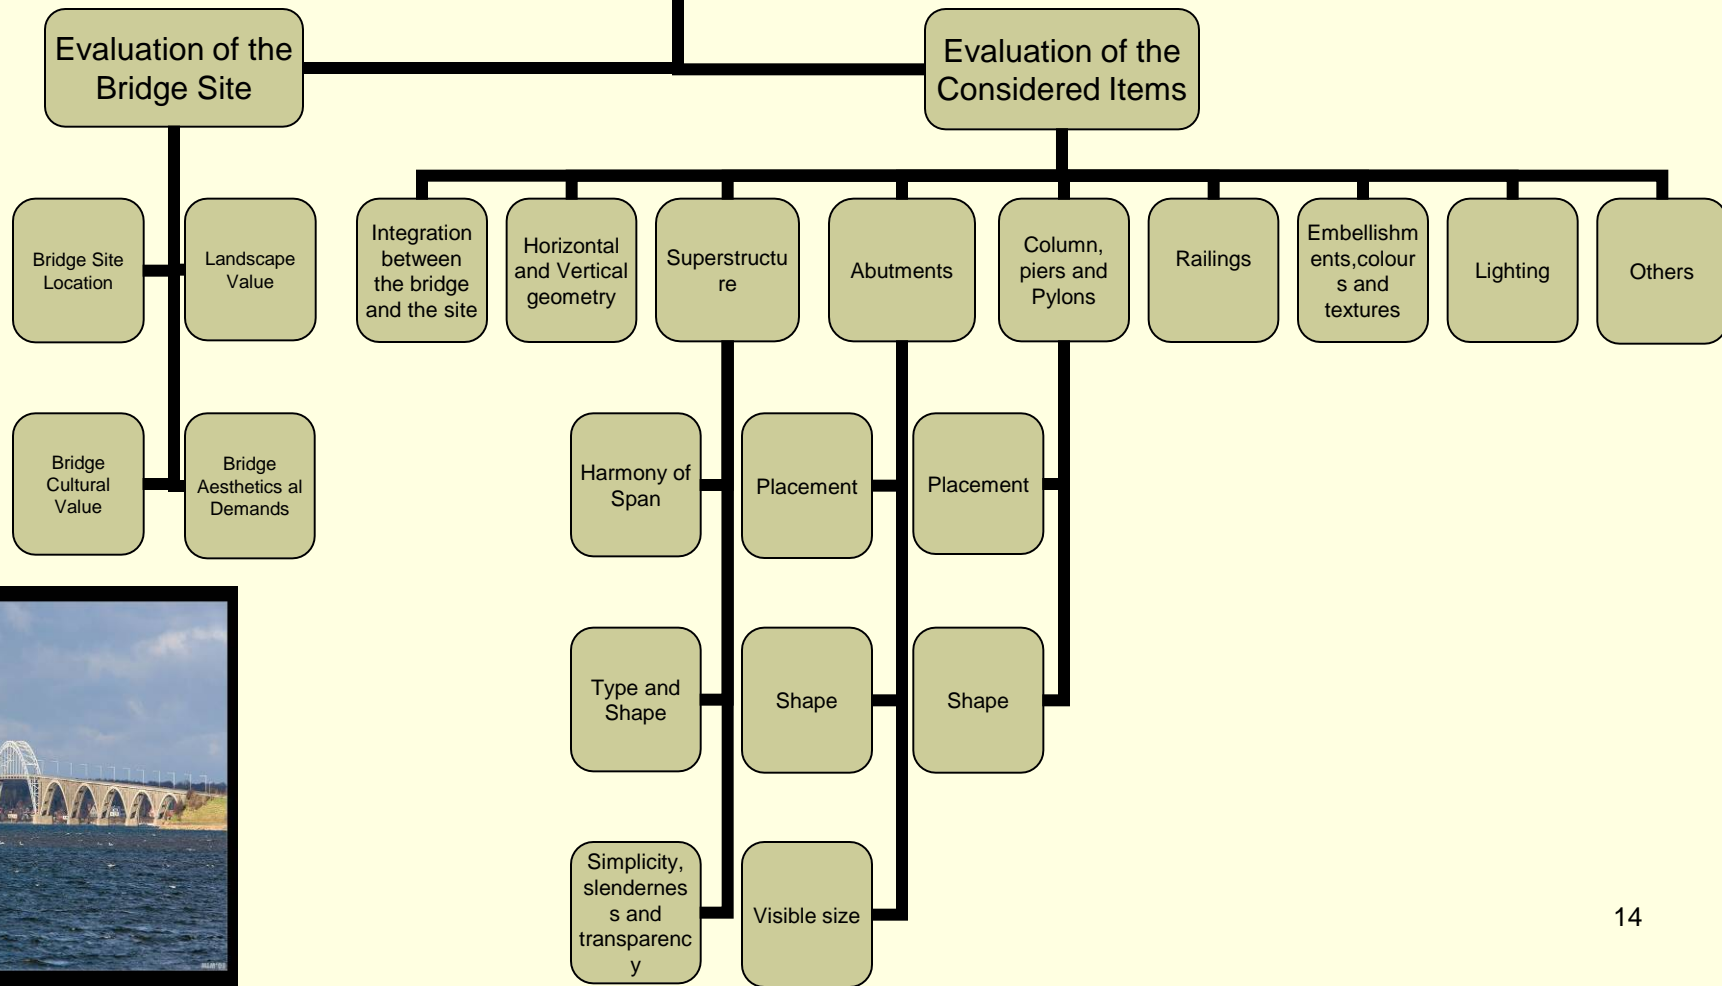 Evaluation of the
Bridge Site
Evaluation of the
Considered Items
Bridge Site
Location
Landscape
Value
Bridge
Cultural
Value
Bridge
Aesthetics al
Demands
Integration
between
the bridge
and the site
Horizontal
and Vertical
geometry
Superstructu
re
Abutments
Column,
piers and
Pylons
Railings
Embellishm
ents,colour
s and
textures
Lighting
Others
Harmony of
Span
Placement
Placement
Type and
Shape
Shape
Shape
Simplicity,
slendernes
s and
transparenc
y
Visible size
14